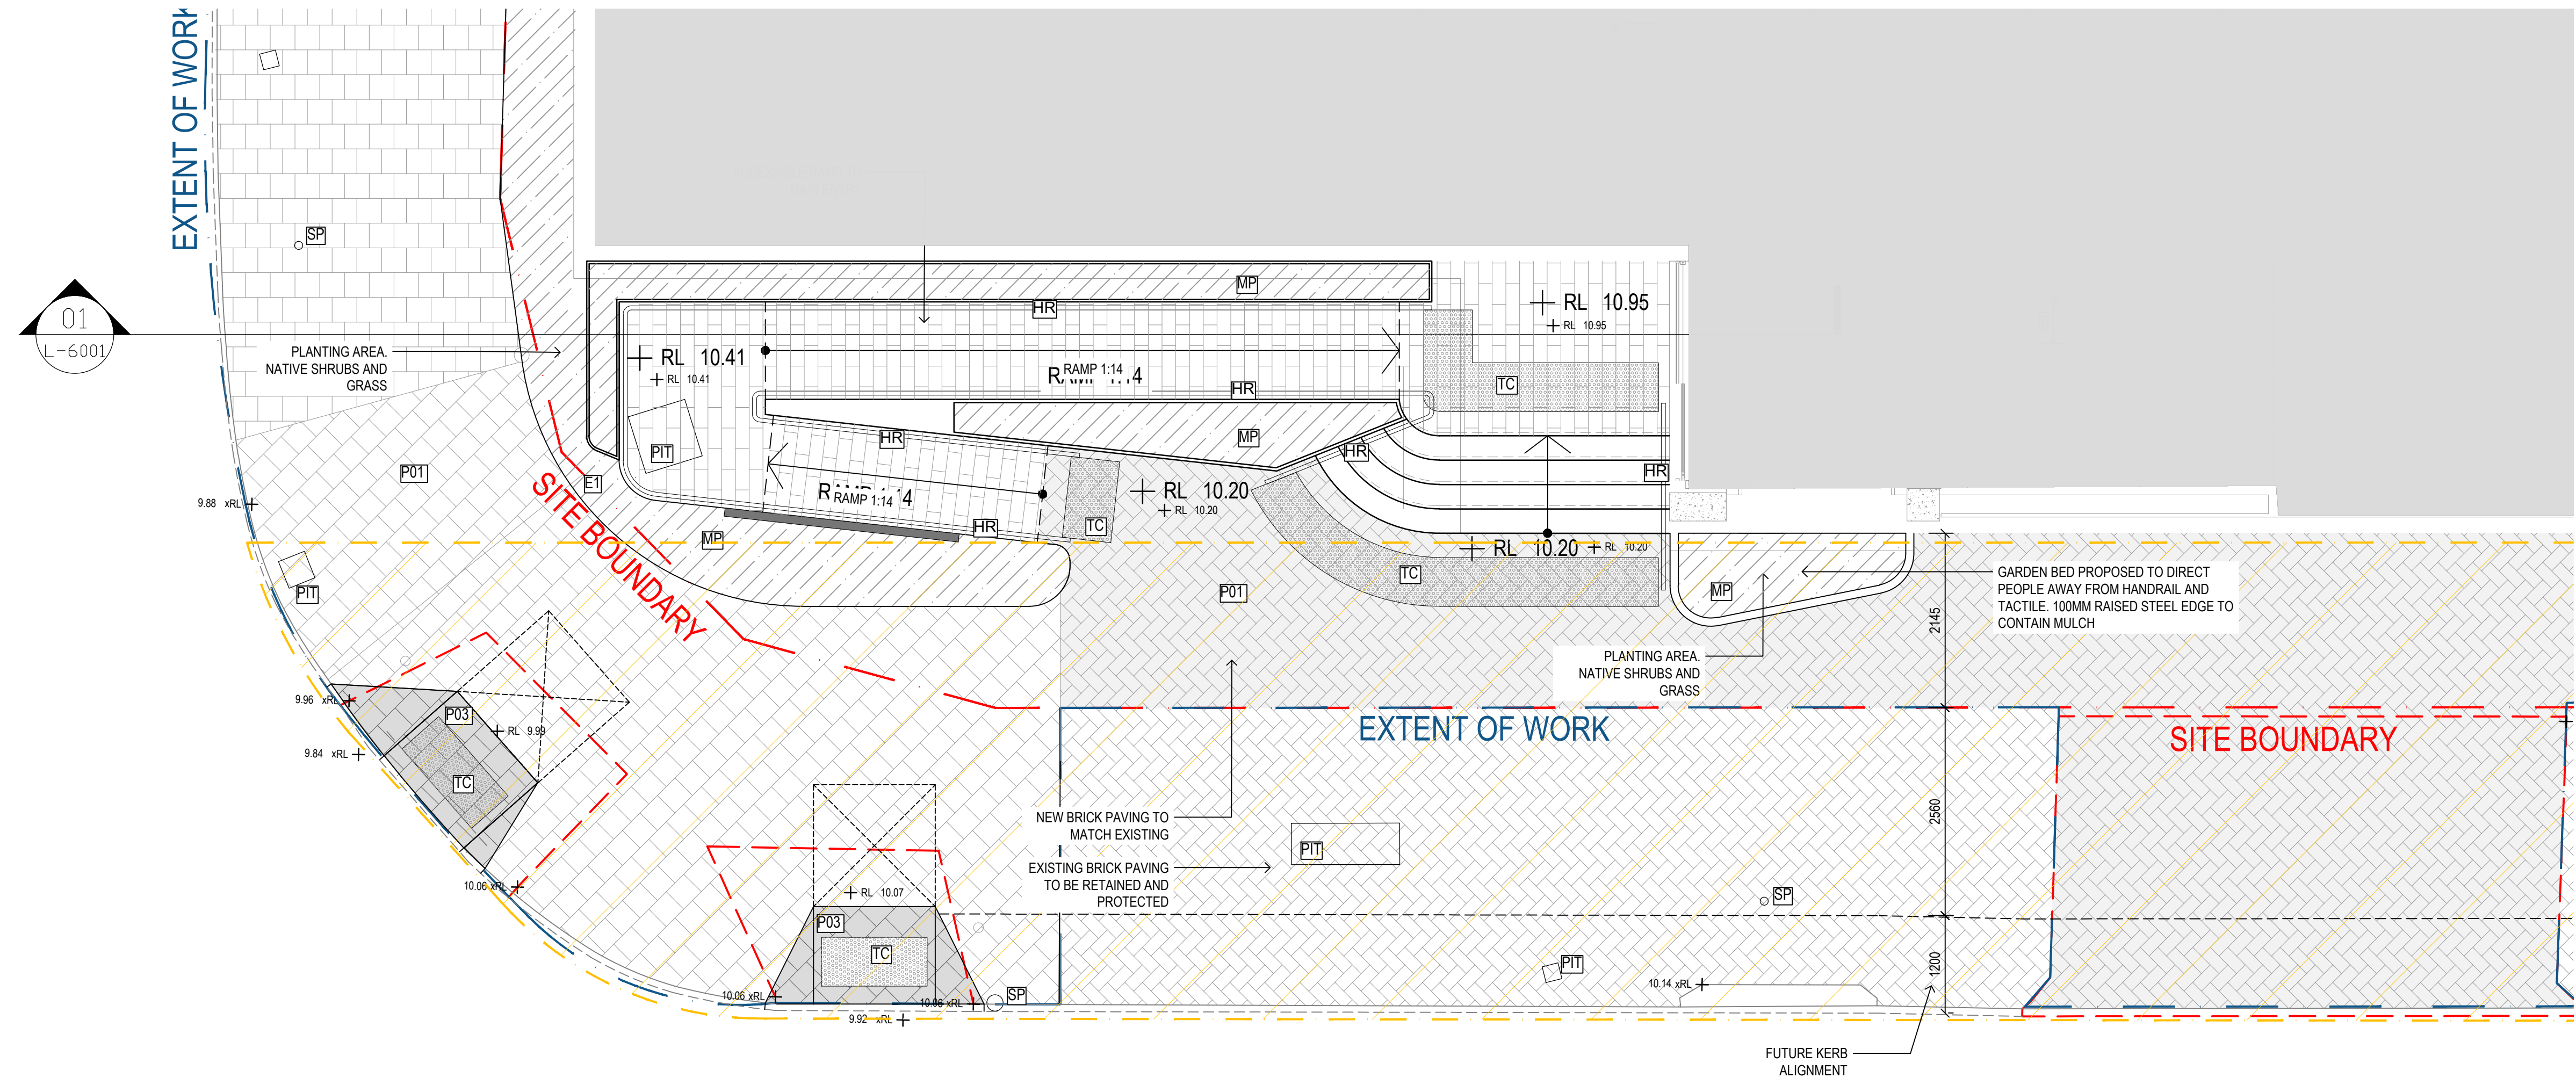 EXTENT OF WORK
SP
01
L-6001
PLANTING AREA.
NATIVE SHRUBS AND
GRASS
MP
HR
RL 10.95
RL 10.95
RL 10.41
RL 10.41
RAMP 1:14
RAMP 1:14
HR
TC
PIT
HR
MP
HR
HR
P01
E1
9.88 xRL
SITE BOUNDARY
RAMP 1:14
RAMP 1:14
RL 10.20
RL 10.20
TC
HR
MP
RL 10.20
RL 10.20
TC
PIT
P01
MP
GARDEN BED PROPOSED TO DIRECT
PEOPLE AWAY FROM HANDRAIL AND
TACTILE. 100MM RAISED STEEL EDGE TO
CONTAIN MULCH
2145
PLANTING AREA.
NATIVE SHRUBS AND
GRASS
9.96 xRL
P03
RL 9.99
9.84 xRL
TC
EXTENT OF WORK
SITE BOUNDARY
NEW BRICK PAVING TO
MATCH EXISTING
2560
PIT
EXISTING BRICK PAVING
TO BE RETAINED AND
PROTECTED
10.06 xRL
RL 10.07
SP
P03
TC
PIT
1200
10.14 xRL
10.06 xRL
10.06 xRL
SP
9.92 xRL
FUTURE KERB
ALIGNMENT